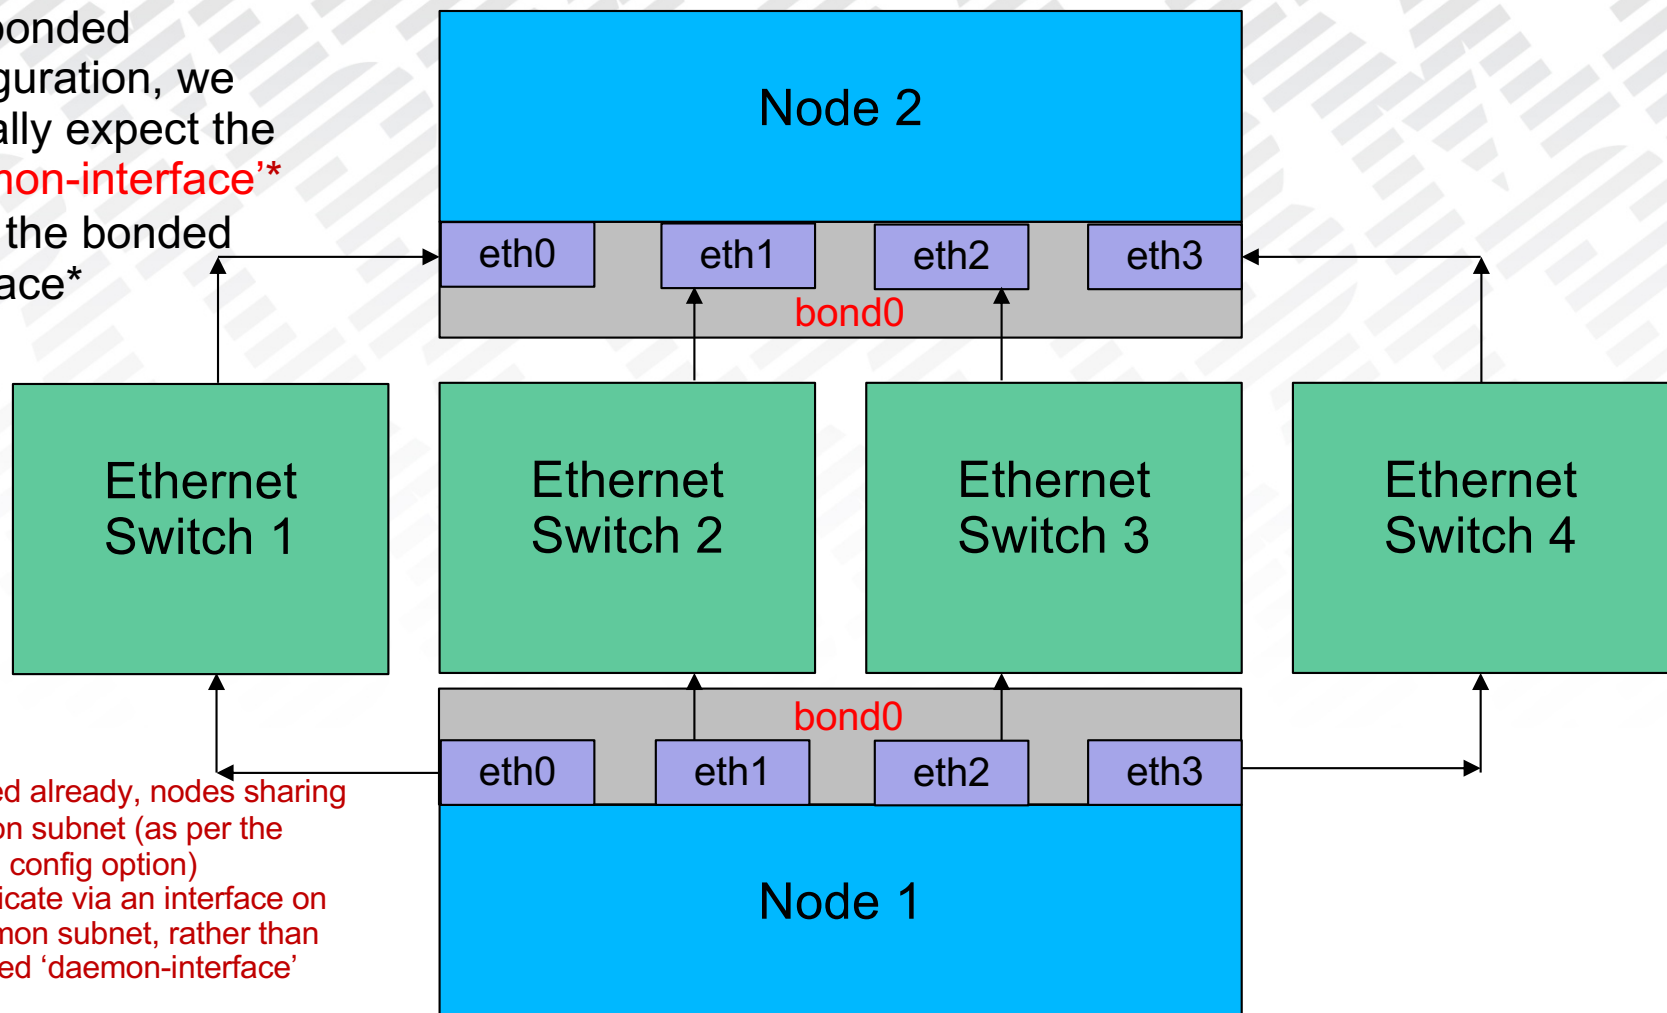 bonded
guration, we
ally expect the
mon-interface’*
the bonded
face*
Node 2
eth0 eth1 eth2 eth3
bond0
Ethernet
Switch 1
Ethernet
Switch 2
Ethernet
Switch 3
Ethernet
Switch 4
bond0
eth0 eth1 eth2 eth3
Node 1
ed already, nodes sharing
on subnet (as per the
config option)
icate via an interface on
mon subnet, rather than
ed ‘daemon-interface’